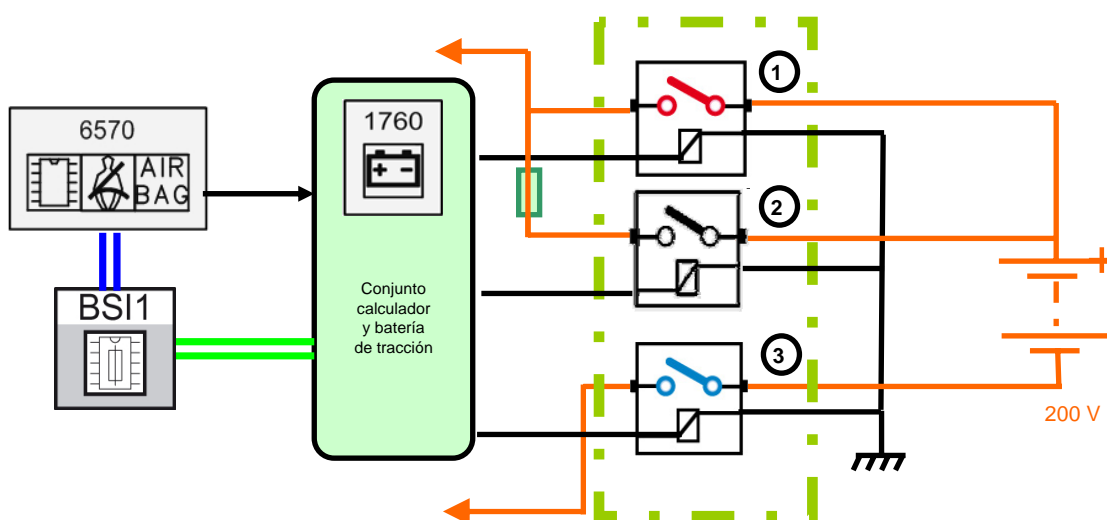 1
6570
1760
AIR
BAG
+ -
2
BSI1
Conjunto
calculador
y batería
de tracción
+
3
200 V